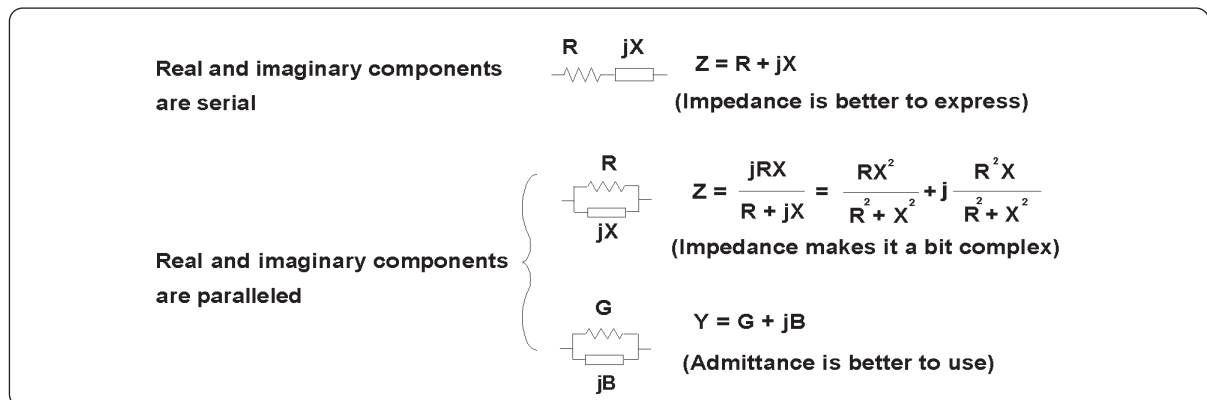 R jX
Real and imaginary components
are serial
Z = R + jX
(Impedance is better to express)
R
jX
Z = jRX / R + jX = RX² / R² + X² + j R²X / R² + X²
(Impedance makes it a bit complex)
Real and imaginary components
are paralleled
G
jB
Y = G + jB
(Admittance is better to use)